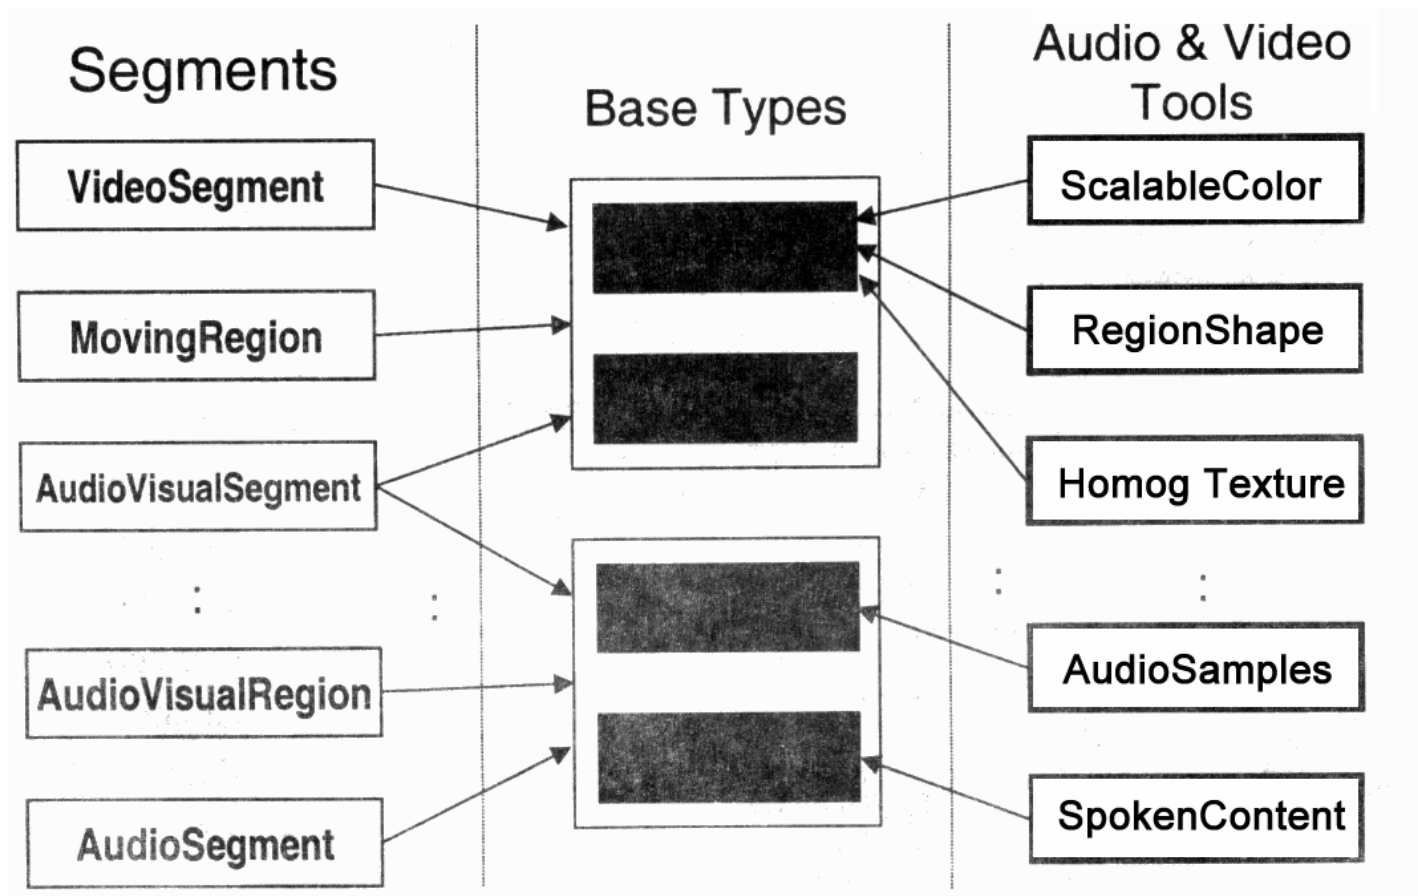 Segments
VideoSegment
MovingRegion
AudioVisualSegment
:
AudioVisualRegion
AudioSegment
:
Base Types
Audio & Video
Tools
ScalableColor
RegionShape
Homog Texture
:
:
AudioSamples
SpokenContent